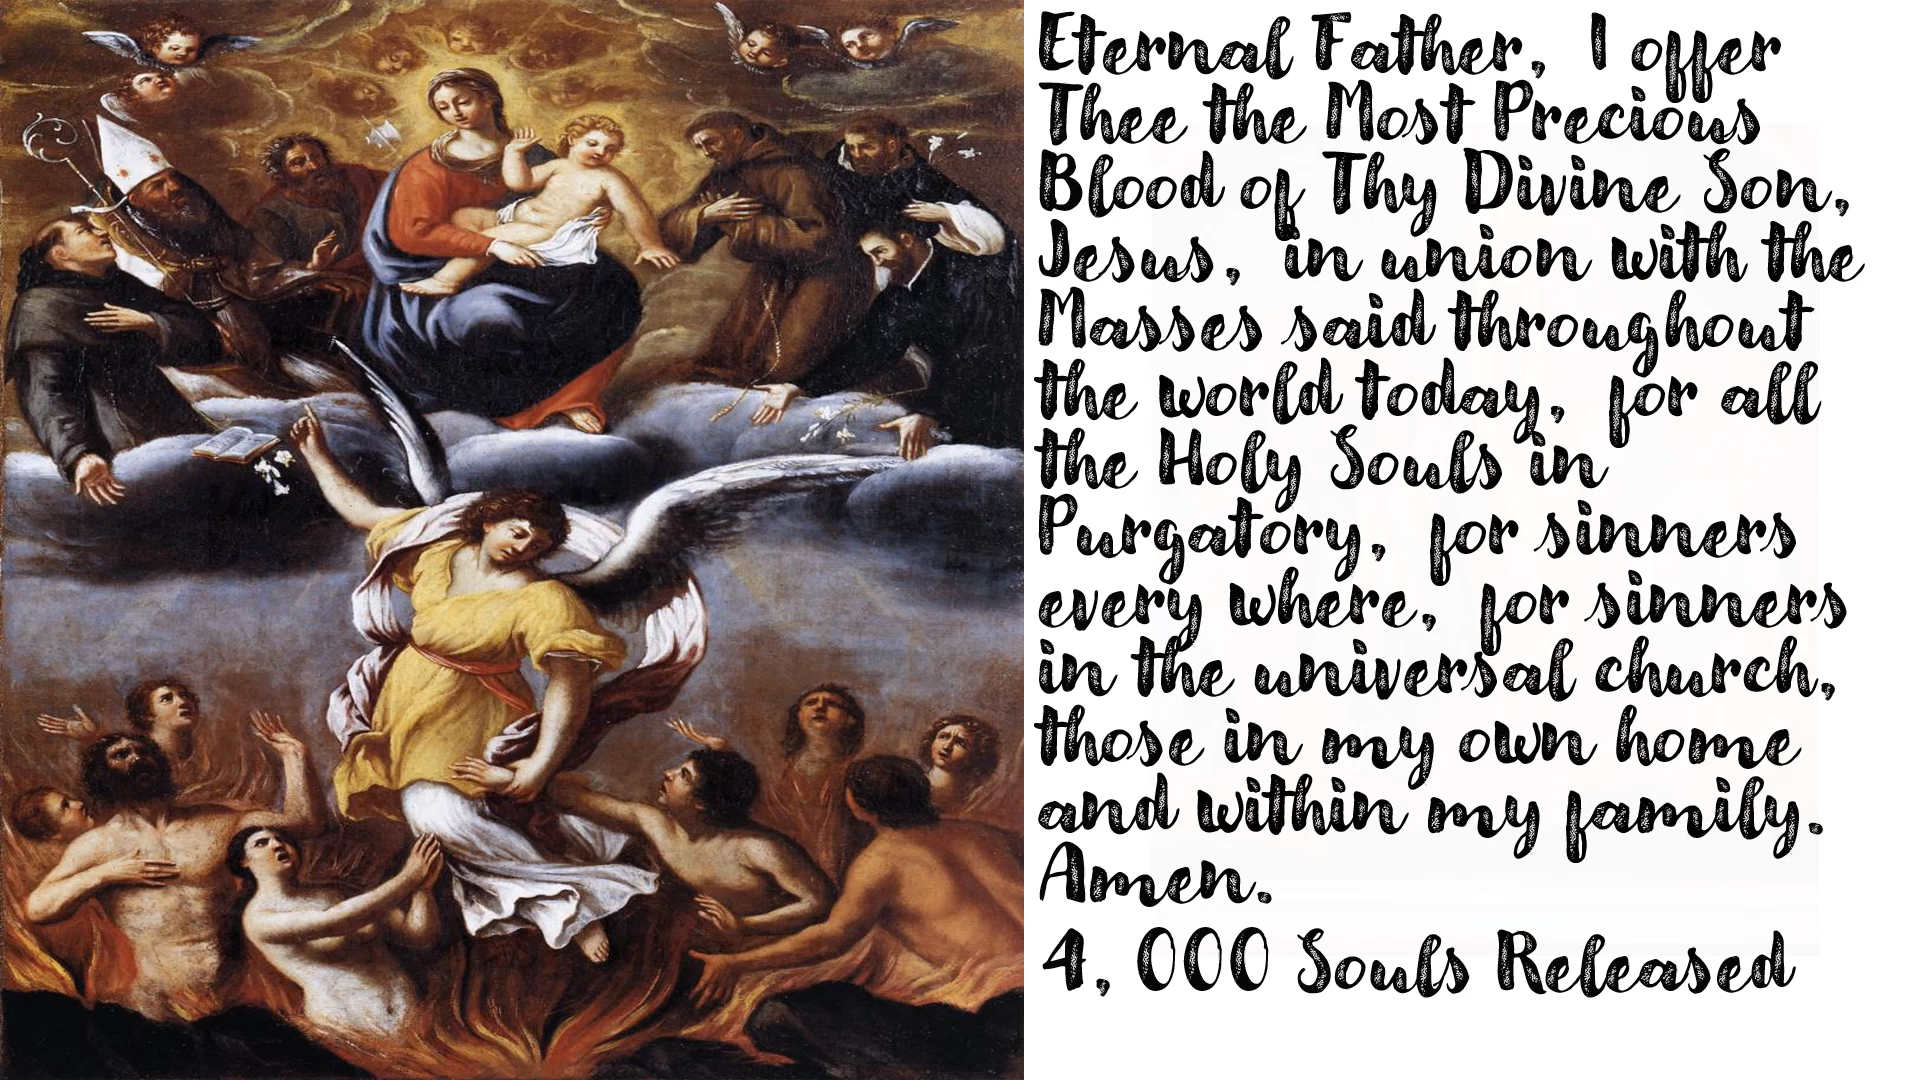 Eternal Father, I offer
Thee the Most Precious
Blood of Thy Divine Son,
Jesus, in union with the
Masses said throughout
the world today, for all
the Holy Souls in
Purgatory, for sinners
every where, for sinners
in the universal church,
those in my own home
and within my family.
Amen.
4, 000 Souls Released